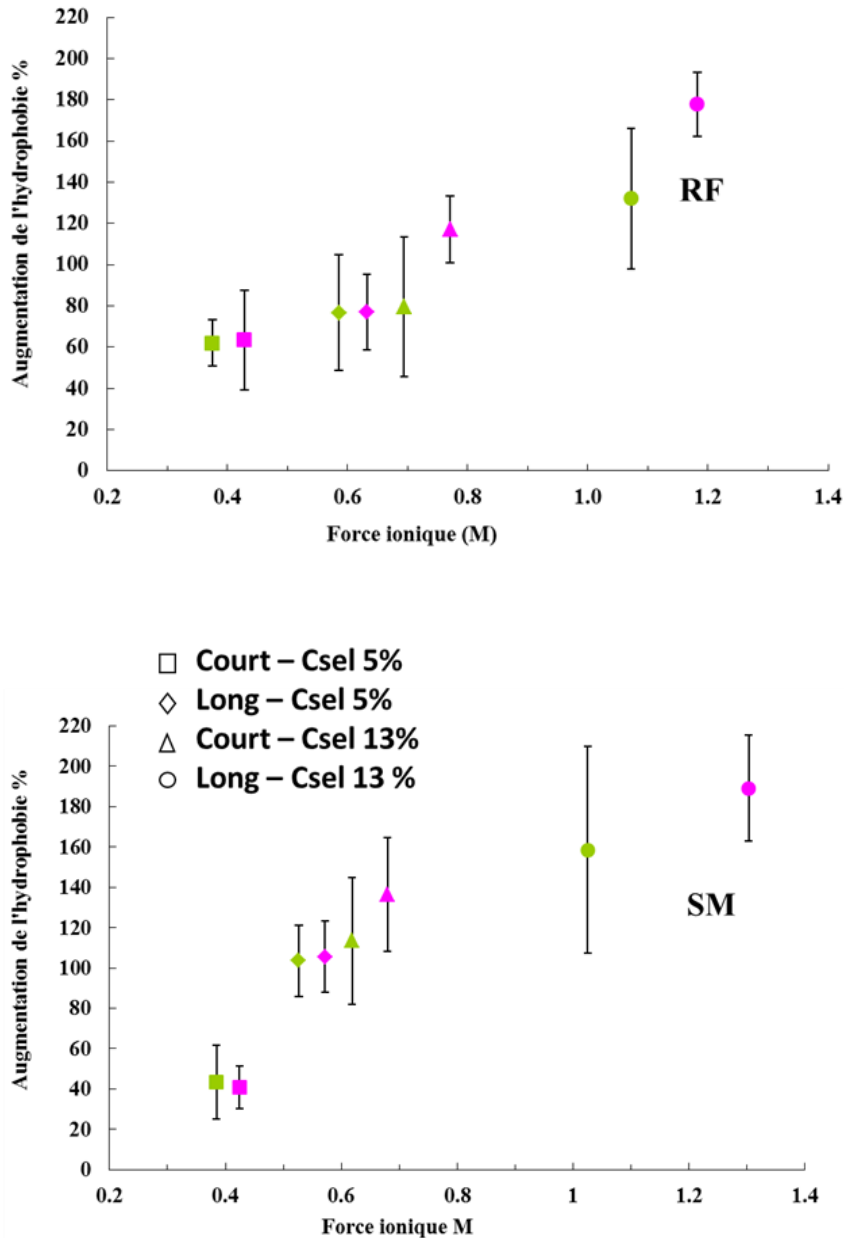 220
200
180
160
140
120
100
80
60
40
20
0
Augmentation de l'hydrophobie %
RF
0.2 0.4 0.6 0.8 1.0 1.2 1.4
Force ionique (M)
Court – Csel 5%
Long – Csel 5%
Court – Csel 13%
Long – Csel 13 %
220
200
180
160
140
120
100
80
60
40
20
0
Augmentation de l'hydrophobie %
SM
0.2 0.4 0.6 0.8 1 1.2 1.4
Force ionique M